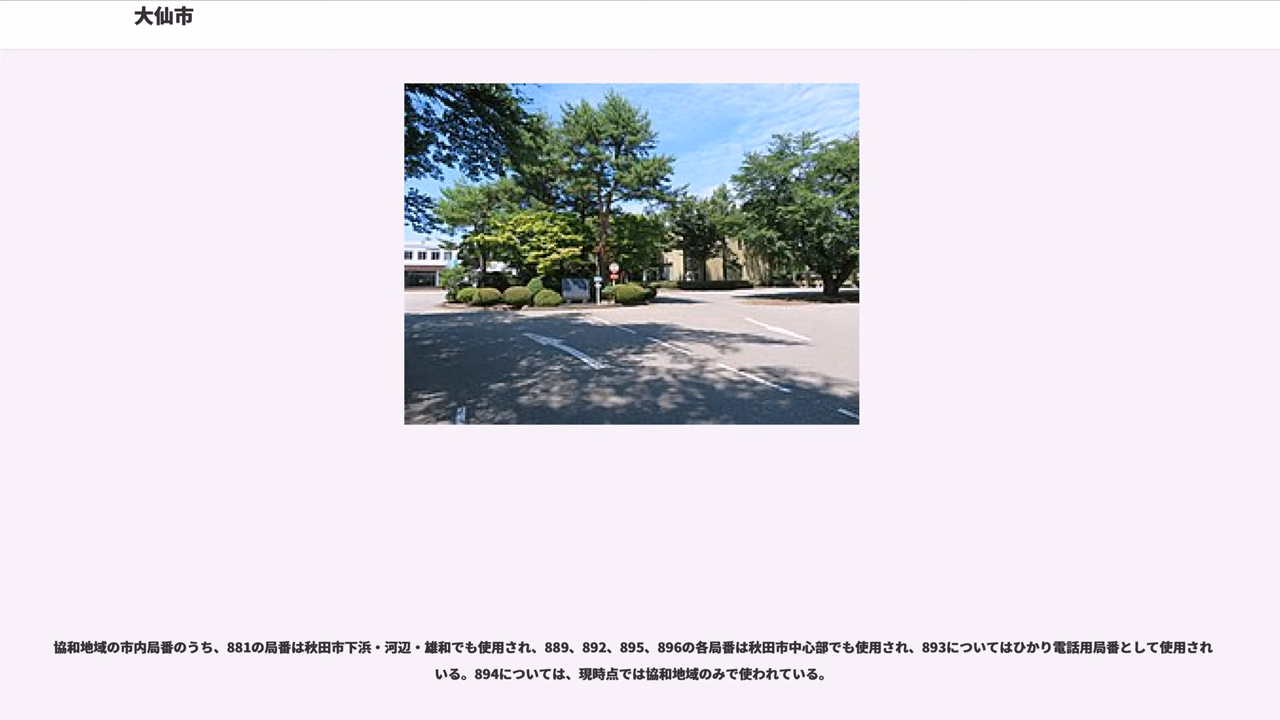 大仙市
協和地域の市内局番のうち、881の局番は秋田市下浜・河辺・雄和でも使用され、889、892、895、896の各局番は秋田市中心部でも使用され、893についてはひかり電話用局番として使用され
いる。894については、現時点では協和地域のみで使われている。